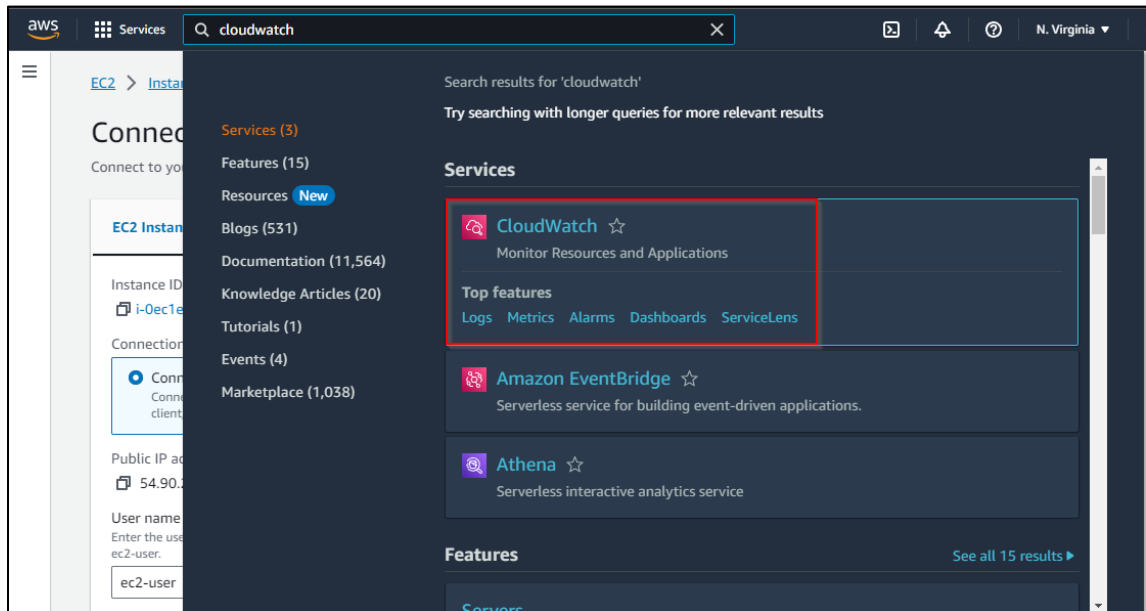 aws
Services
cloudwatch
N. Virginia
EC2 > Instan
Connec
Connect to yo
EC2 Instan
Instance ID
i-0ec1e
Connection
Conn
Conne
client,
Public IP ad
54.90.
User name
Enter the use
ec2-user.
ec2-user
Services (3)
Features (15)
Resources New
Blogs (531)
Documentation (11,564)
Knowledge Articles (20)
Tutorials (1)
Events (4)
Marketplace (1,038)
Search results for 'cloudwatch'
Try searching with longer queries for more relevant results
Services
CloudWatch
Monitor Resources and Applications
Top features
Logs Metrics Alarms Dashboards ServiceLens
Amazon EventBridge
Serverless service for building event-driven applications.
Athena
Serverless interactive analytics service
Features
See all 15 results
Servers